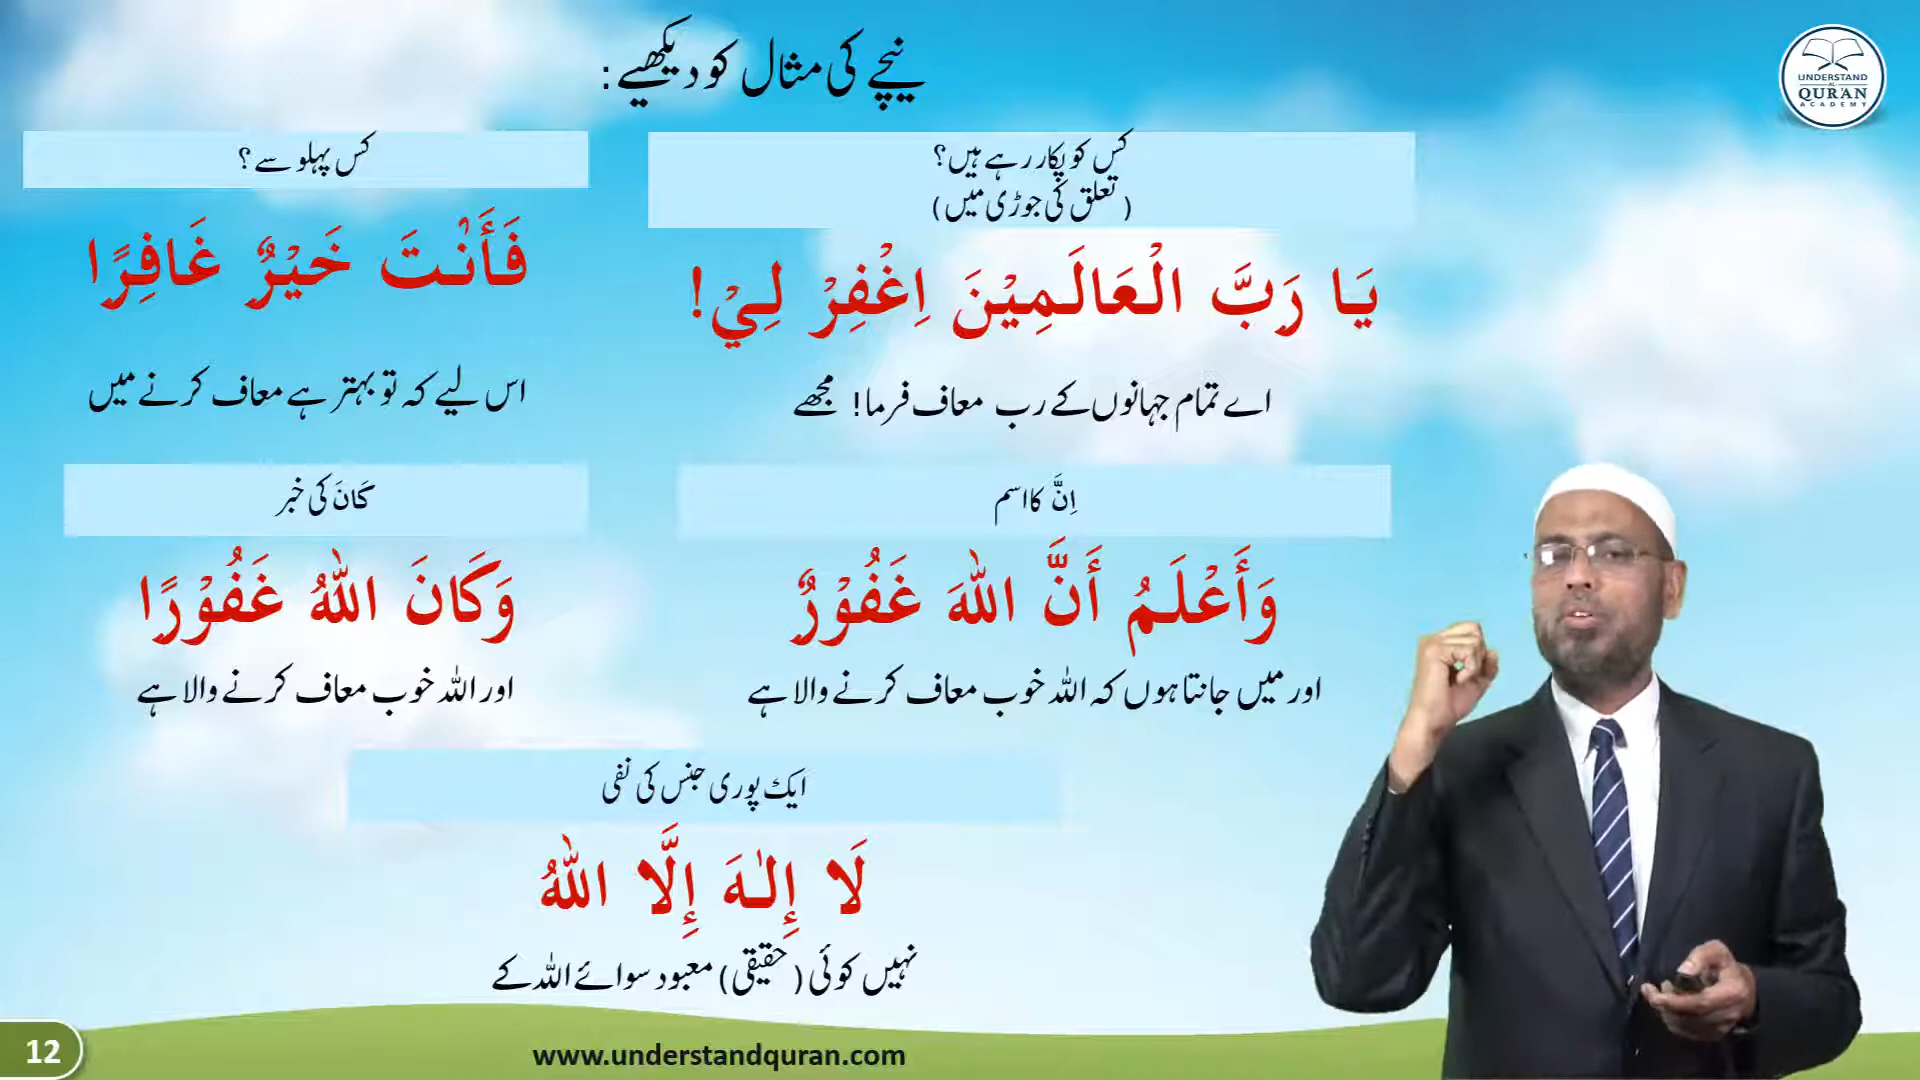 نیچے کی مثال کو دیکھیے:
UNDERSTAND
AL
QUR'AN
ACADEMY
کس کو پکار رہے ہیں؟
(تعلق کی جوڑی میں)
يَا رَبَّ الْعَالَمِيْنَ اِغْفِرْ لِيْ!
اے تمام جہانوں کے رب معاف فرما! مجھے
کس پہلو سے؟
فَأَنْتَ خَيْرٌ غَافِرًا
اس لیے کہ تو بہتر ہے معاف کرنے میں
اِنَّ کا اسم
وَأَعْلَمُ أَنَّ اللّٰهَ غَفُوْرٌ
اور میں جانتا ہوں کہ اللہ خوب معاف کرنے والا ہے
كَانَ کی خبر
وَكَانَ اللّٰهُ غَفُوْرًا
اور اللہ خوب معاف کرنے والا ہے
ایک پوری جنس کی نفی
لَا إِلٰـهَ إِلَّا اللّٰهُ
نہیں کوئی (حقیقی) معبود سوائے اللہ کے
12
www.understandquran.com